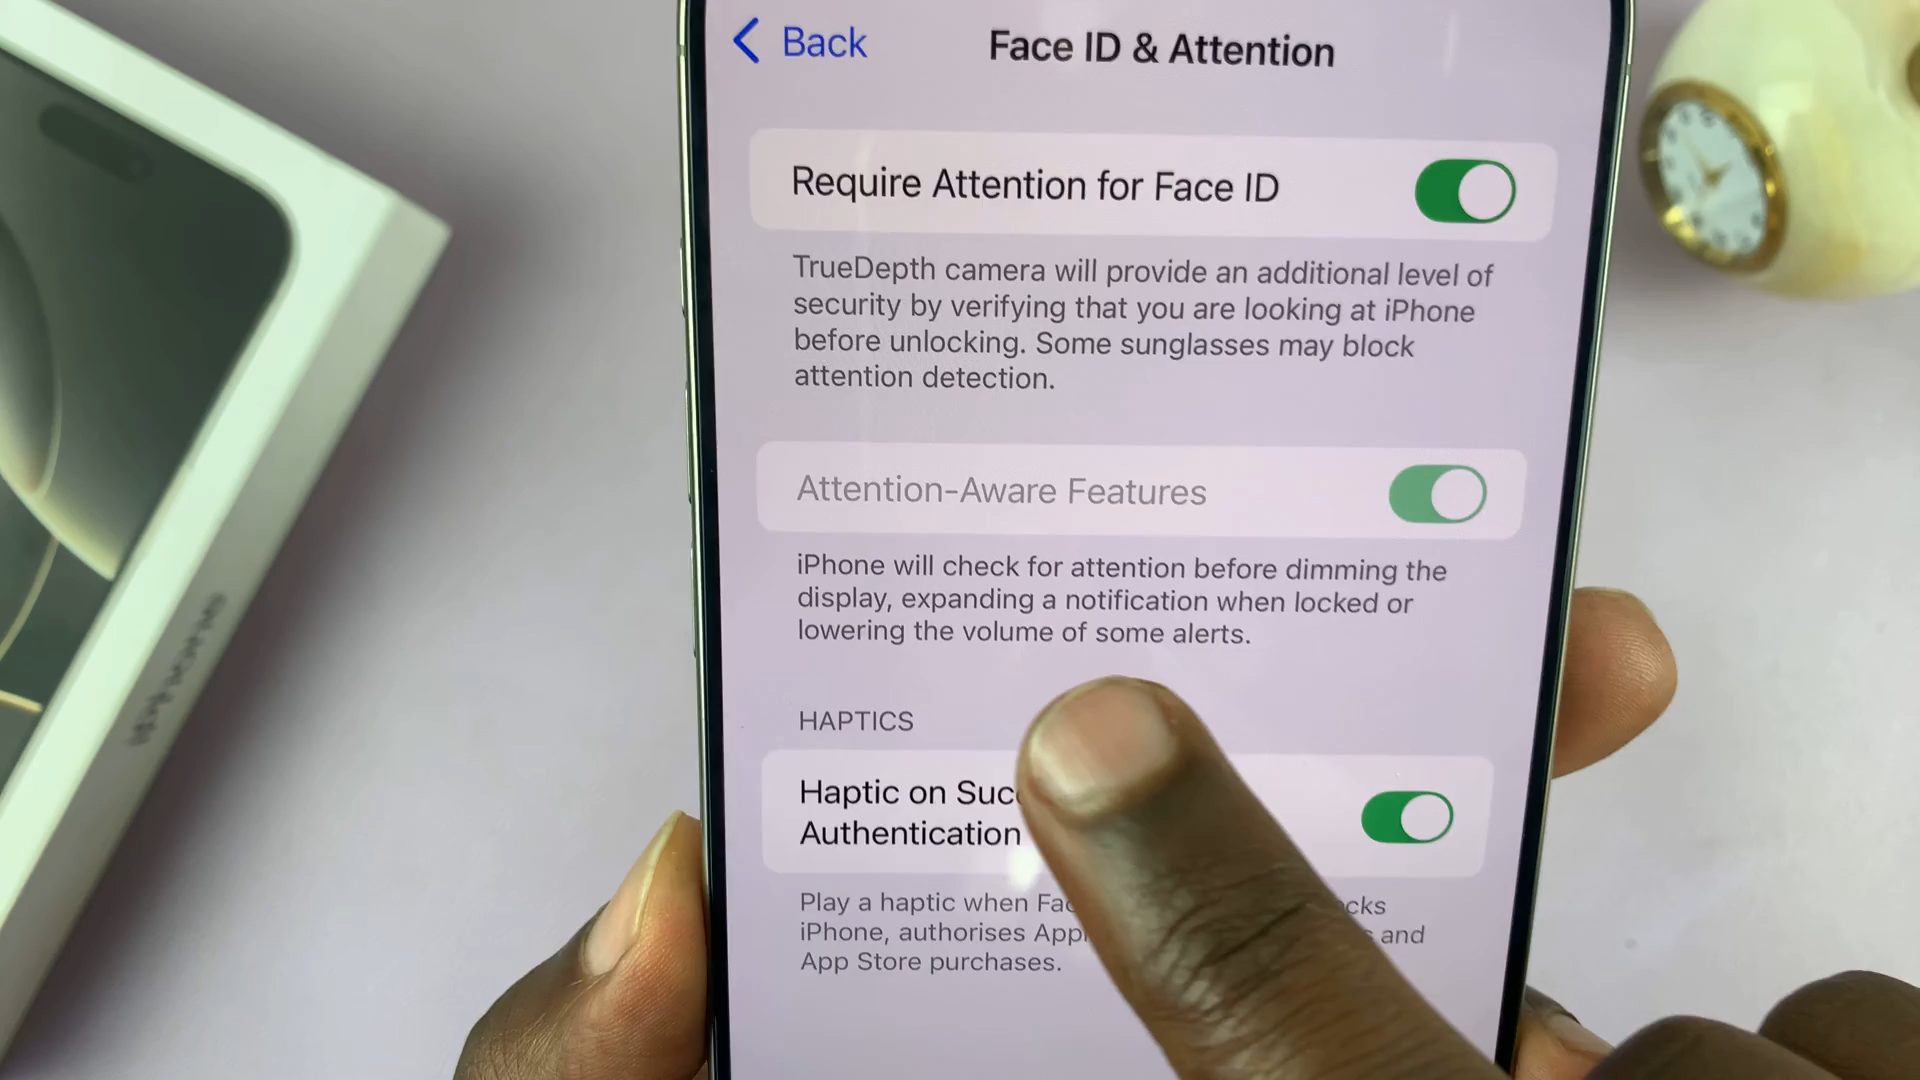 Back
Face ID & Attention
Require Attention for Face ID
TrueDepth camera will provide an additional level of
security by verifying that you are looking at iPhone
before unlocking. Some sunglasses may block
attention detection.
Attention-Aware Features
iPhone will check for attention before dimming the
display, expanding a notification when locked or
lowering the volume of some alerts.
HAPTICS
Haptic on
Authentication
Play a haptic when
iPhone, authorises
and
App Store purchases.